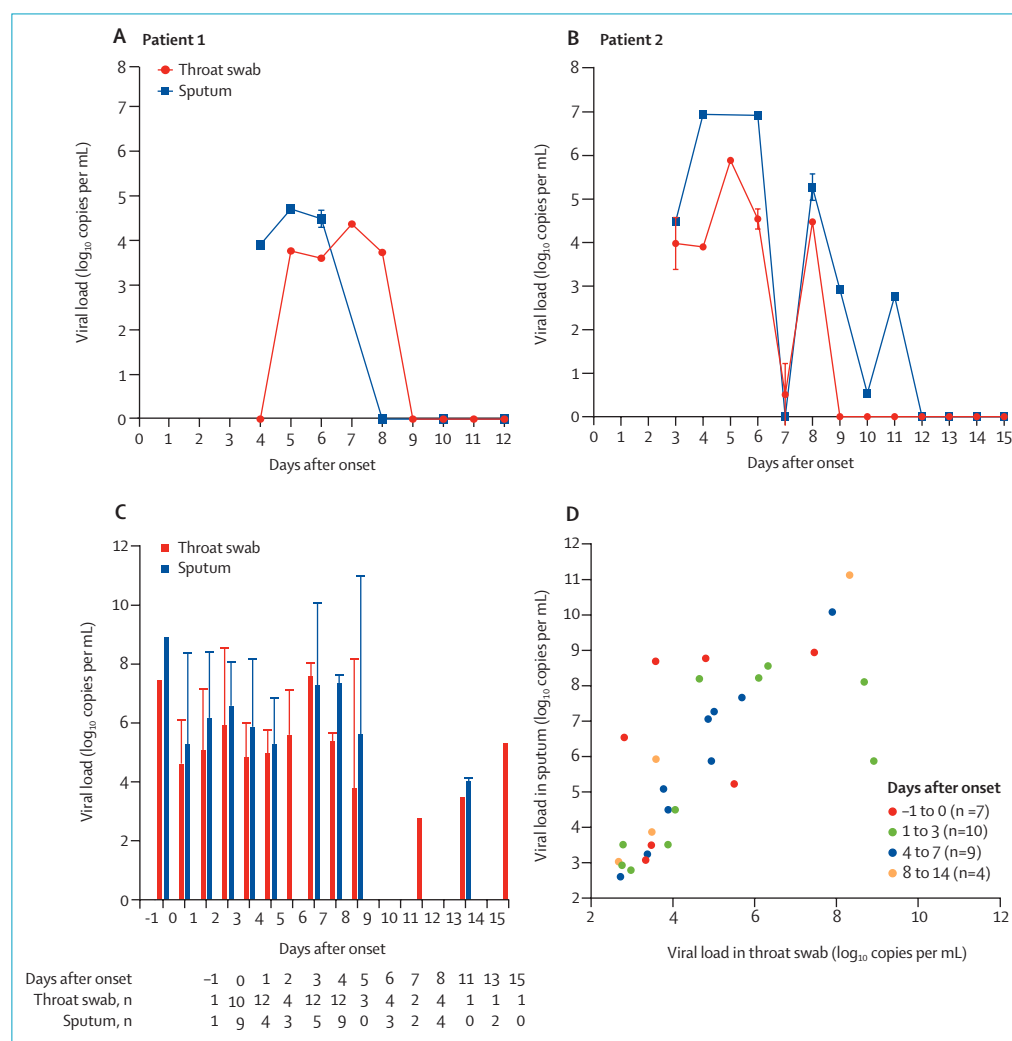 A Patient 1
8
7
6
5
4
3
2
1
0
Viral load (log10 copies per mL)
Throat swab
Sputum
0 1 2 3 4 5 6 7 8 9 10 11 12
Days after onset
B Patient 2
8
7
6
5
4
3
2
1
0
Viral load (log10 copies per mL)
0 1 2 3 4 5 6 7 8 9 10 11 12 13 14 15
Days after onset
C
12
10
8
6
4
2
0
Viral load (log10 copies per mL)
Throat swab
Sputum
-1 0 1 2 3 4 5 6 7 8 9 10 11 12 13 14 15
Days after onset
Days after onset –1 0 1 2 3 4 5 6 7 8 11 13 15
Throat swab, n 1 10 12 4 12 12 3 4 2 4 1 1 1
Sputum, n 1 9 4 3 5 9 0 3 2 4 0 2 0
D
12
11
10
9
8
7
6
5
4
3
2
Viral load in sputum (log10 copies per mL)
Days after onset
–1 to 0 (n =7)
1 to 3 (n=10)
4 to 7 (n=9)
8 to 14 (n=4)
2 4 6 8 10 12
Viral load in throat swab (log10 copies per mL)